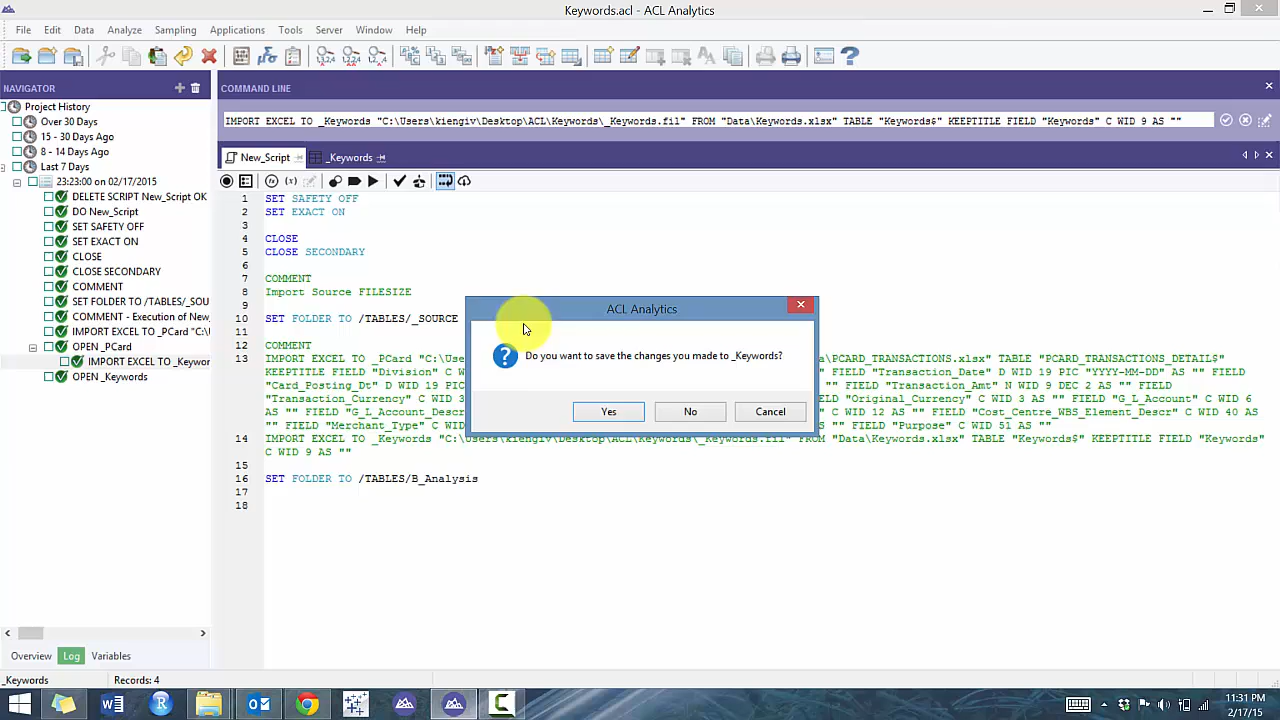 Keywords.acl - ACL Analytics
File Edit Data Analyze Sampling Applications Tools Server Window Help
NAVIGATOR
Project History
Over 30 Days
15 - 30 Days Ago
8 - 14 Days Ago
Last 7 Days
23:23:00 on 02/17/2015
DELETE SCRIPT New_Script OK
DO New_Script
SET SAFETY OFF
SET EXACT ON
CLOSE
CLOSE SECONDARY
COMMENT
SET FOLDER TO /TABLES/_SOU
COMMENT - Execution of New_
IMPORT EXCEL TO _PCard "C:\
OPEN _PCard
IMPORT EXCEL TO _Keywor
OPEN _Keywords
Overview Log Variables
COMMAND LINE
IMPORT EXCEL TO _Keywords "C:\Users\kiengiv\Desktop\ACL\Keywords\_Keywords.fil" FROM "Data\Keywords.xlsx" TABLE "Keywords$" KEEPTITLE FIELD "Keywords" C WID 9 AS ""
New_Script _Keywords
1 SET SAFETY OFF
2 SET EXACT ON
3
4 CLOSE
5 CLOSE SECONDARY
6
7 COMMENT
8 Import Source FILESIZE
9
10 SET FOLDER TO /TABLES/_SOURCE
11
12 COMMENT
13 IMPORT EXCEL TO _PCard "C:\Use a\PCARD_TRANSACTIONS.xlsx" TABLE "PCARD_TRANSACTIONS_DETAIL$"
KEEPTITLE FIELD "Division" C W "" FIELD "Transaction_Date" D WID 19 PIC "YYYY-MM-DD" AS "" FIELD
"Card_Posting_Dt" D WID 19 PIC " FIELD "Transaction_Amt" N WID 9 DEC 2 AS "" FIELD
"Transaction_Currency" C WID 3 " FIELD "Original_Currency" C WID 3 AS "" FIELD "G_L_Account" C WID 6
AS "" FIELD "G_L_Account_Descr C WID 12 AS "" FIELD "Cost_Centre_WBS_Element_Descr" C WID 40 AS
"" FIELD "Merchant_Type" C WID AS "" FIELD "Purpose" C WID 51 AS ""
14 IMPORT EXCEL TO _Keywords "C:\Users\kiengiv\Desktop\ACL\Keywords\_Keywords.fil" FROM "Data\Keywords.xlsx" TABLE "Keywords$" KEEPTITLE FIELD "Keywords"
C WID 9 AS ""
15
16 SET FOLDER TO /TABLES/B_Analysis
17
18
ACL Analytics
Do you want to save the changes you made to _Keywords?
Yes No Cancel
_Keywords Records: 4
11:31 PM
2/17/15